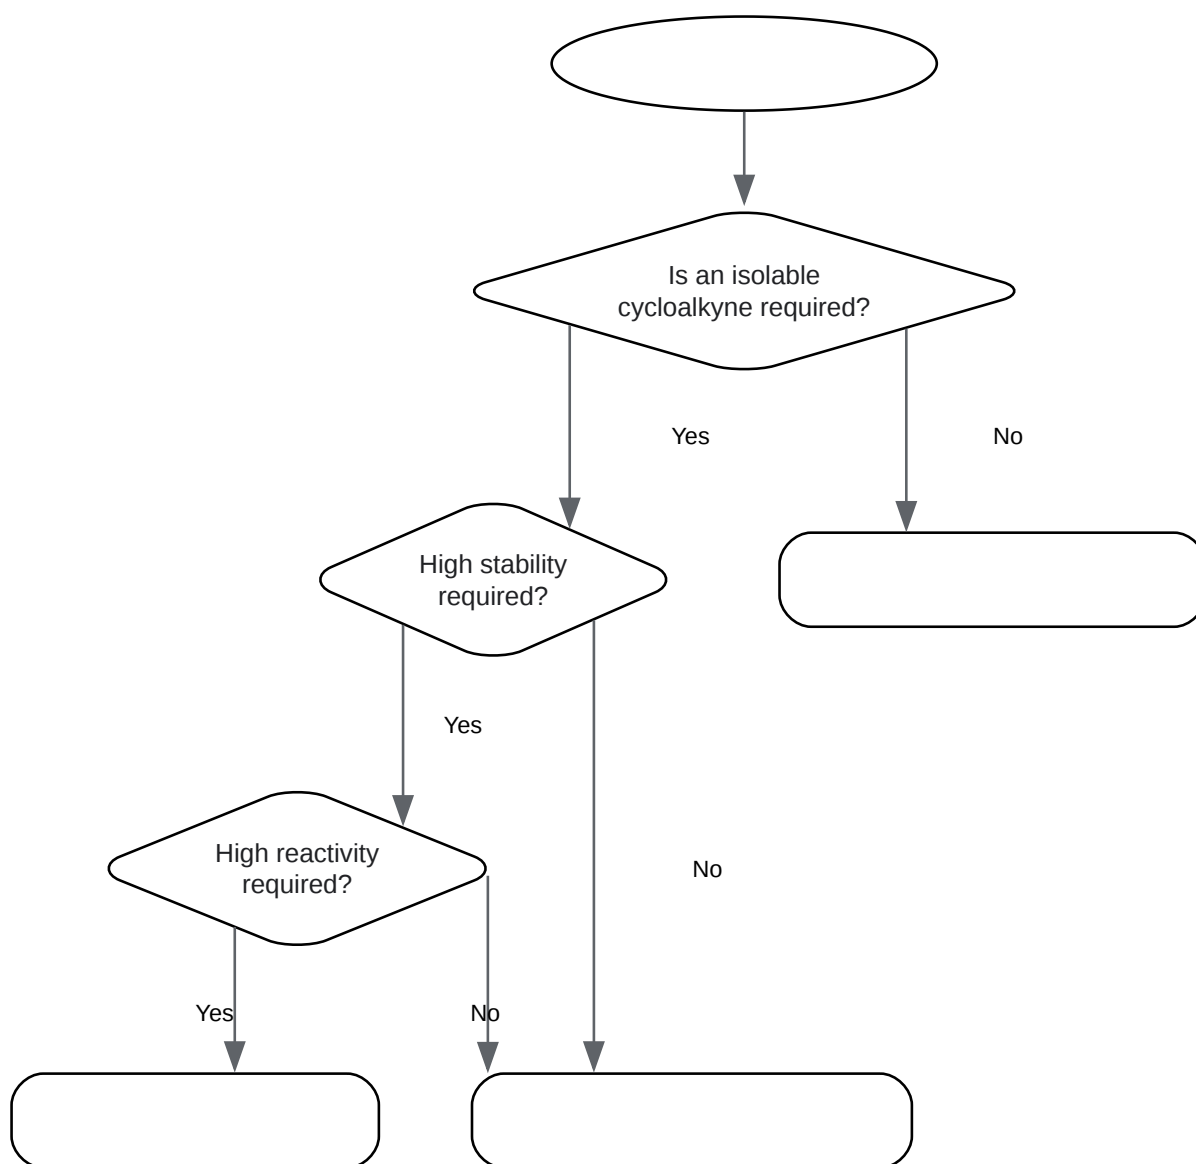 Is an isolable
cycloalkyne required?
Yes
No
High stability
required?
Yes
High reactivity
required?
No
Yes
No